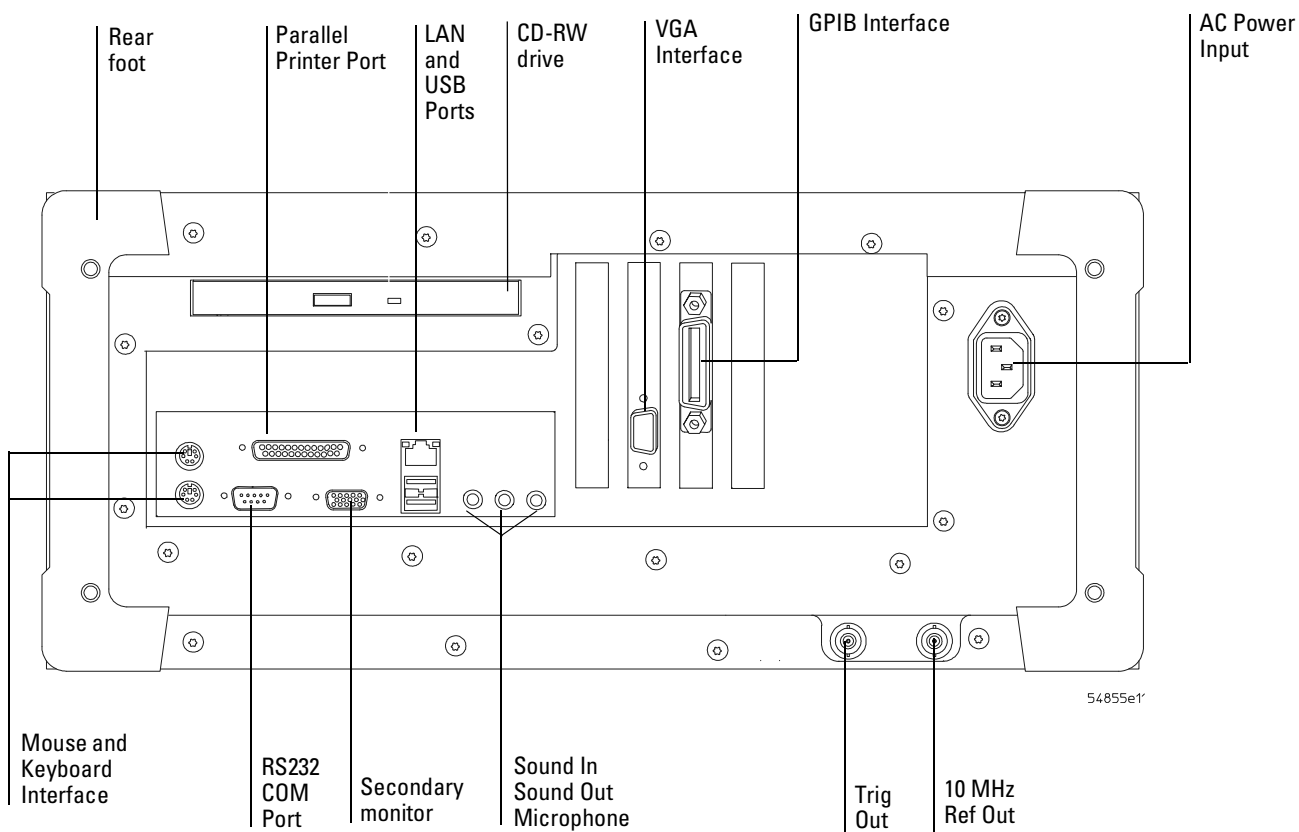 Rear
foot
Parallel
Printer Port
LAN
and
USB
Ports
CD-RW
drive
VGA
Interface
GPIB Interface
AC Power
Input
54855e1
Mouse and
Keyboard
Interface
RS232
COM
Port
Secondary
monitor
Sound In
Sound Out
Microphone
Trig
Out
10 MHz
Ref Out